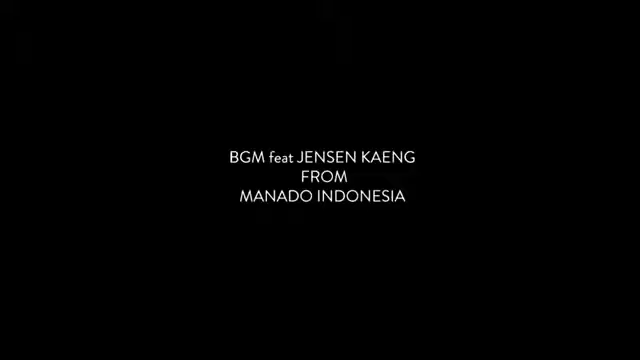 BGM feat JENSEN KAENG
FROM
MANADO INDONESIA